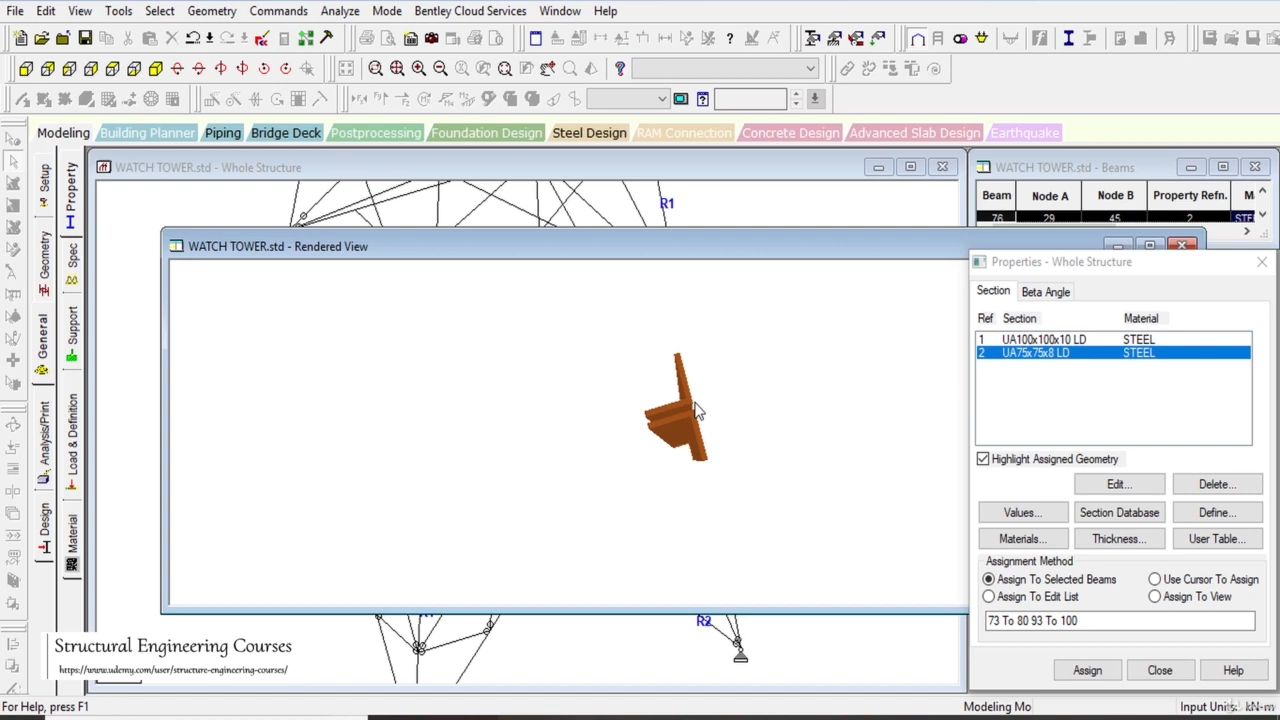 File Edit View Tools Select Geometry Commands Analyze Mode Bentley Cloud Services Window Help
Modeling Building Planner Piping Bridge Deck Postprocessing Foundation Design Steel Design RAM Connection Concrete Design Advanced Slab Design Earthquake
Setup
Geometry
General
Analysis/Print
Design
Property
Spec
Support
Load & Definition
Material
WATCH TOWER.std - Whole Structure
R1
WATCH TOWER.std - Beams
Beam Node A Node B Property Refn.
76 29 45 2
WATCH TOWER.std - Rendered View
R2
Properties - Whole Structure
Section Beta Angle
Ref Section Material
1 UA100x100x10 LD STEEL
2 UA75x75x8 LD STEEL
Highlight Assigned Geometry
Edit... Delete...
Values... Section Database Define...
Materials... Thickness... User Table...
Assignment Method
Assign To Selected Beams Use Cursor To Assign
Assign To Edit List Assign To View
73 To 80 93 To 100
Assign Close Help
Structural Engineering Courses
https://www.udemy.com/user/structure-engineering-courses/
For Help, press F1 Modeling Mo Input Units: kN-m